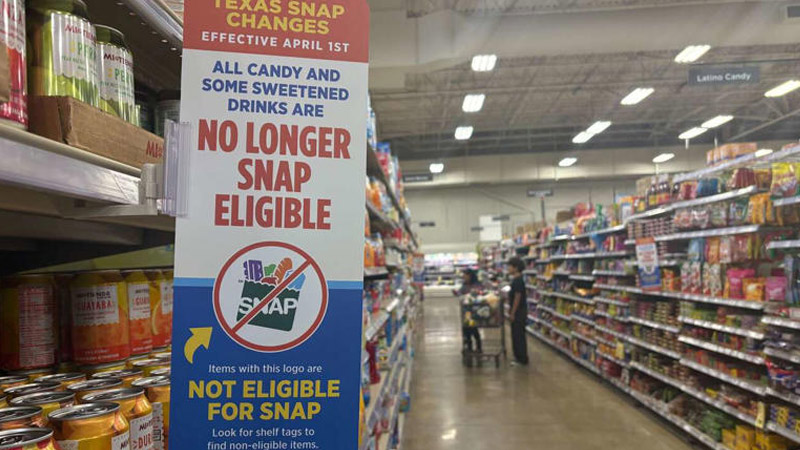 TEXAS SNAP
CHANGES
EFFECTIVE APRIL 1ST
ALL CANDY AND
SOME SWEETENED
DRINKS ARE
NO LONGER
SNAP
ELIGIBLE
SNAP
Items with this logo are
NOT ELIGIBLE
FOR SNAP
Look for shelf tags to
find non-eligible items.
Latino Candy
GUAYABA